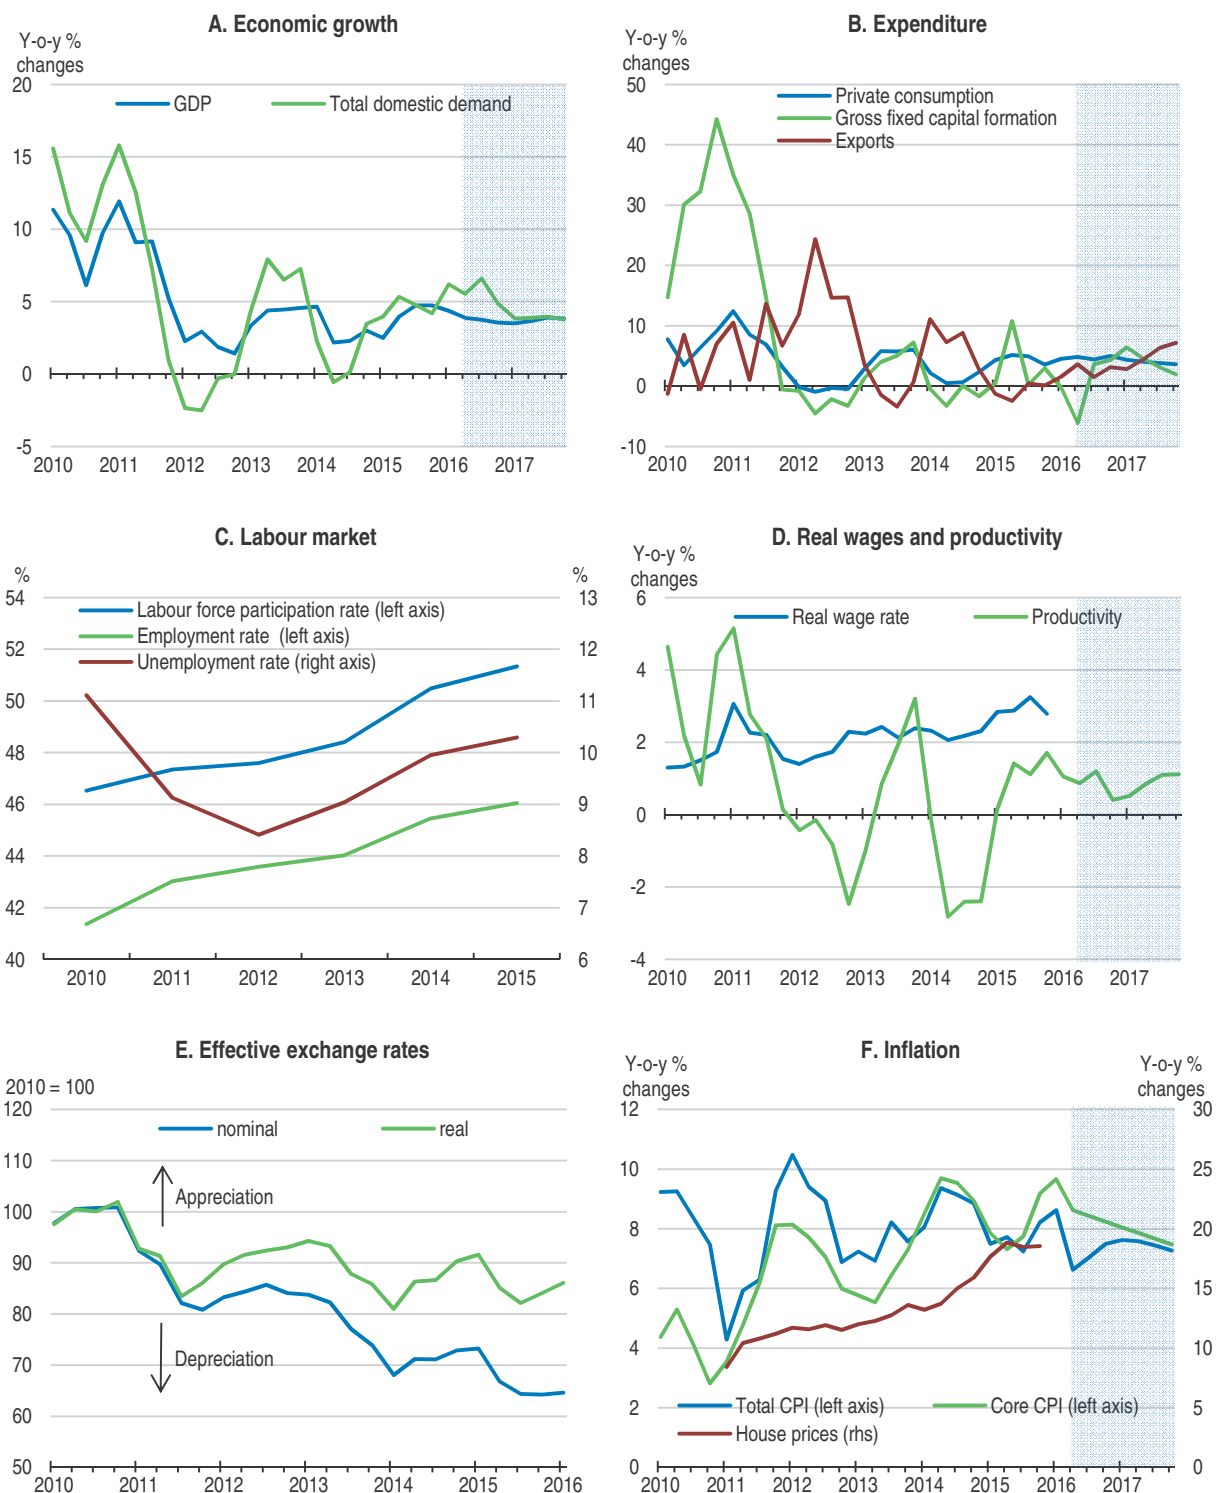 A. Economic growth
Y-o-y %
changes
20
15
10
5
0
-5
GDP
Total domestic demand
2010 2011 2012 2013 2014 2015 2016 2017
B. Expenditure
Y-o-y %
changes
50
40
30
20
10
0
-10
Private consumption
Gross fixed capital formation
Exports
2010 2011 2012 2013 2014 2015 2016 2017
C. Labour market
%
54
52
50
48
46
44
42
40
%
13
12
11
10
9
8
7
6
Labour force participation rate (left axis)
Employment rate (left axis)
Unemployment rate (right axis)
2010 2011 2012 2013 2014 2015
D. Real wages and productivity
Y-o-y %
changes
6
4
2
0
-2
-4
Real wage rate
Productivity
2010 2011 2012 2013 2014 2015 2016 2017
E. Effective exchange rates
2010 = 100
120
110
100
90
80
70
60
50
nominal
real
Appreciation
Depreciation
2010 2011 2012 2013 2014 2015 2016
F. Inflation
Y-o-y %
changes
12
10
8
6
4
2
0
Y-o-y %
changes
30
25
20
15
10
5
0
Total CPI (left axis)
Core CPI (left axis)
House prices (rhs)
2010 2011 2012 2013 2014 2015 2016 2017